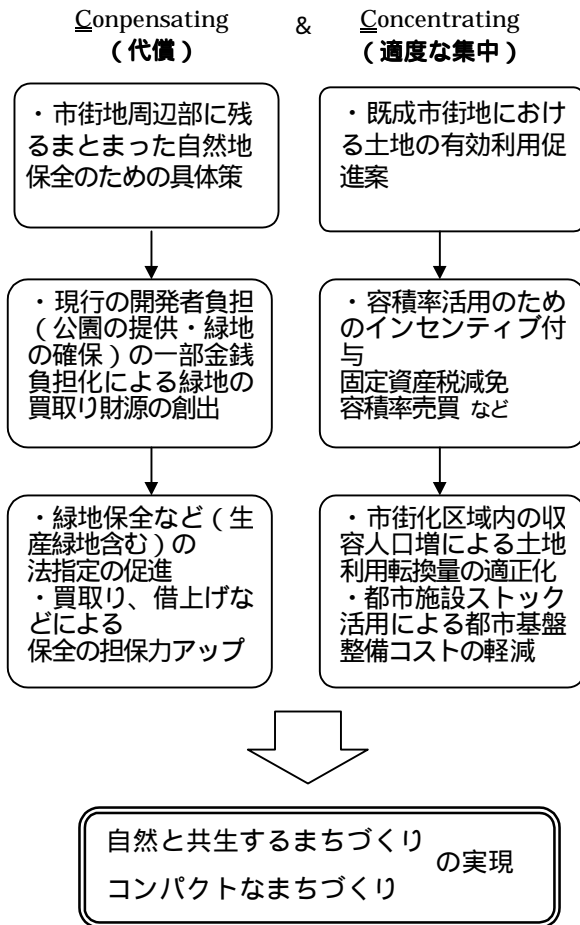 Conpensating & Concentrating
（代償） （適度な集中）
・市街地周辺部に残
るまとまった自然地
保全のための具体策
・現行の開発者負担
（公園の提供・緑地
の確保）の一部金銭
負担化による緑地の
買取り財源の創出
・緑地保全など（生
産緑地含む）の
法指定の促進
・買取り、借上げな
どによる
保全の担保力アップ
・既成市街地におけ
る土地の有効利用促
進案
・容積率活用のため
のインセンティブ付
与
固定資産税減免
容積率売買 など
・市街化区域内の収
容人口増による土地
利用転換量の適正化
・都市施設ストック
活用による都市基盤
整備コストの軽減
自然と共生するまちづくり
コンパクトなまちづくり
の実現